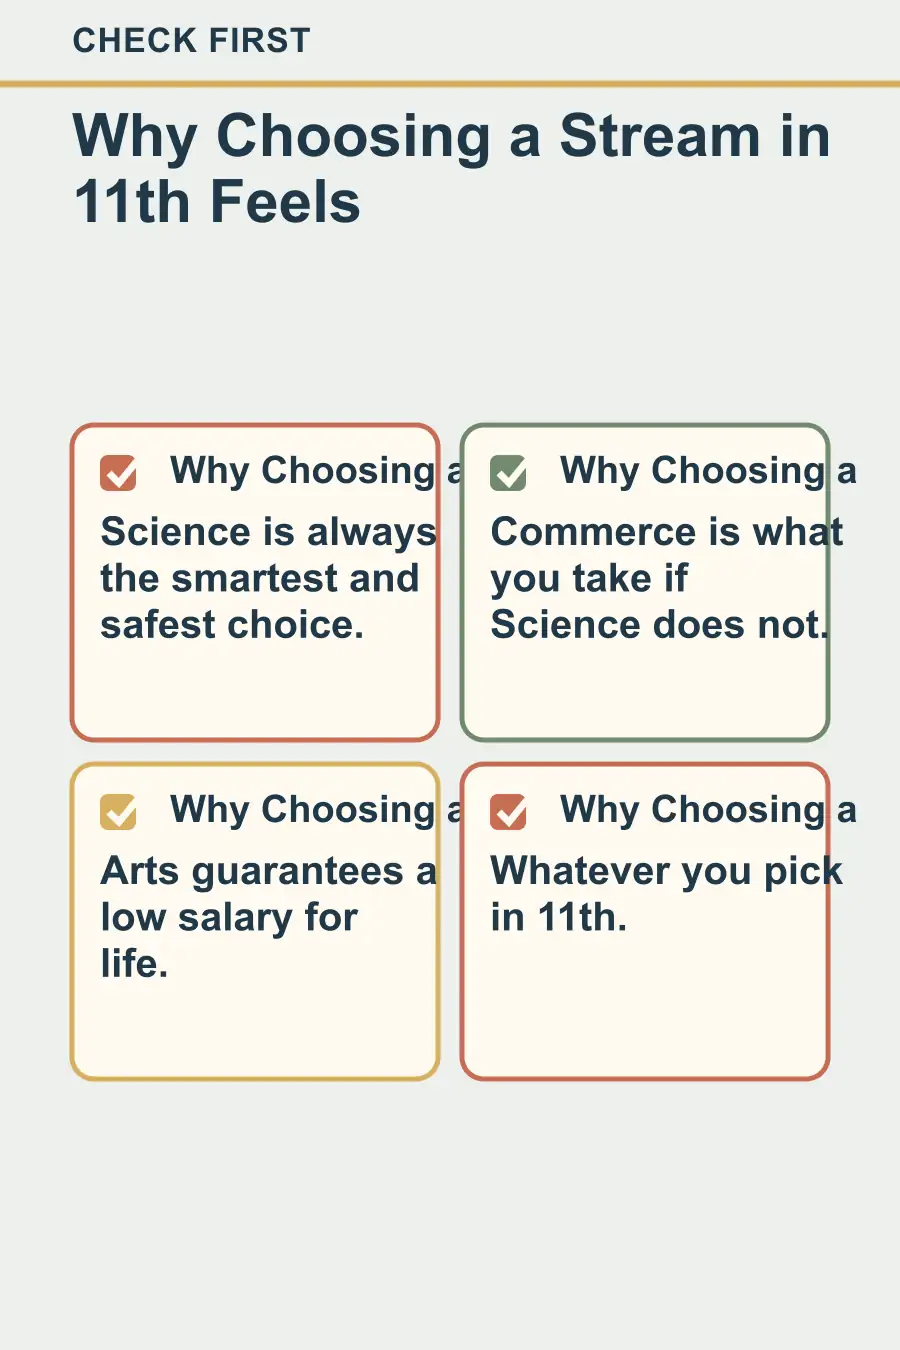 CHECK FIRST
Why Choosing a Stream in
11th Feels
Why Choosing a
Science is always
the smartest and
safest choice.
Why Choosing a
Commerce is what
you take if
Science does not.
Why Choosing a
Arts guarantees a
low salary for
life.
Why Choosing a
Whatever you pick
in 11th.